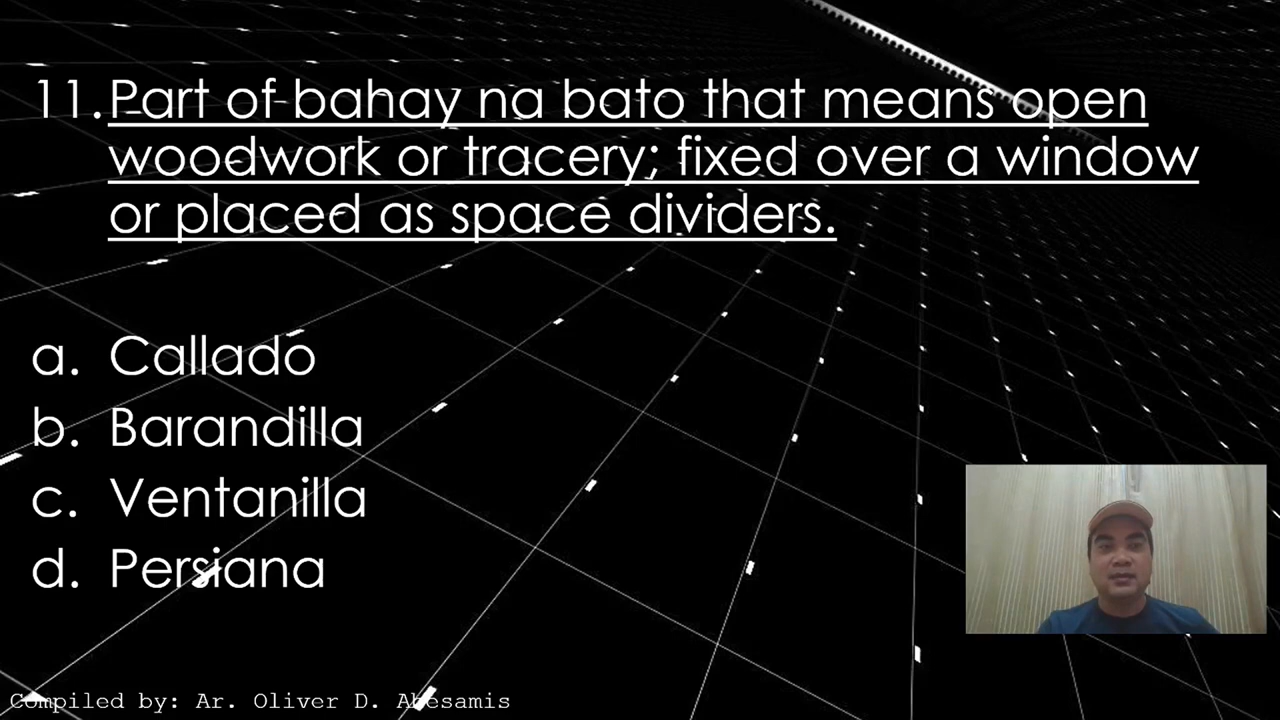 11. Part of bahay na bato that means open
woodwork or tracery; fixed over a window
or placed as space dividers.
a. Callado
b. Barandilla
c. Ventanilla
d. Persiana
Compiled by: Ar. Oliver D. Abesamis